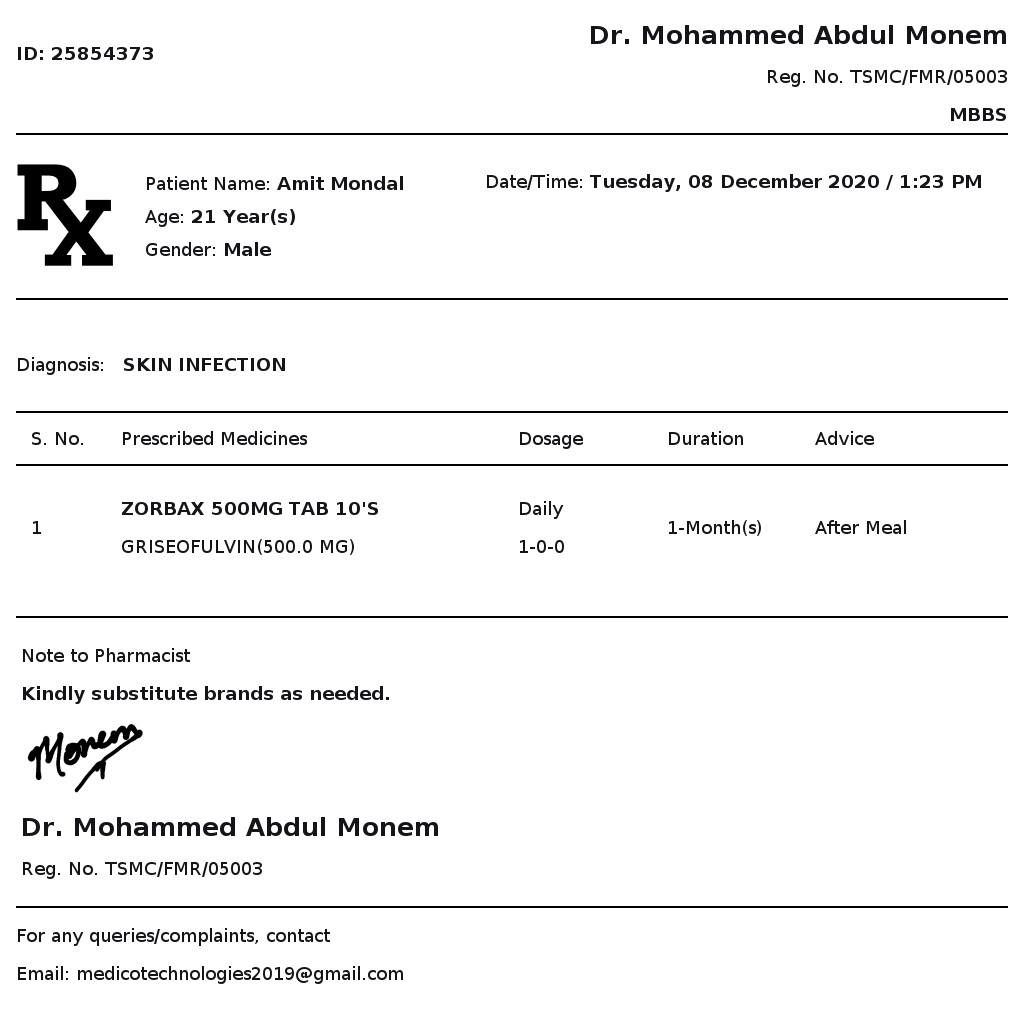 ID: 25854373
Dr. Mohammed Abdul Monem
Reg. No. TSMC/FMR/05003
MBBS
Rx
Patient Name: Amit Mondal
Date/Time: Tuesday, 08 December 2020 / 1:23 PM
Age: 21 Year(s)
Gender: Male
Diagnosis: SKIN INFECTION
S. No. Prescribed Medicines Dosage Duration Advice
1 ZORBAX 500MG TAB 10'S Daily 1-Month(s) After Meal
GRISEOFULVIN(500.0 MG) 1-0-0
Note to Pharmacist
Kindly substitute brands as needed.
Monem
Dr. Mohammed Abdul Monem
Reg. No. TSMC/FMR/05003
For any queries/complaints, contact
Email: medicotechnologies2019@gmail.com